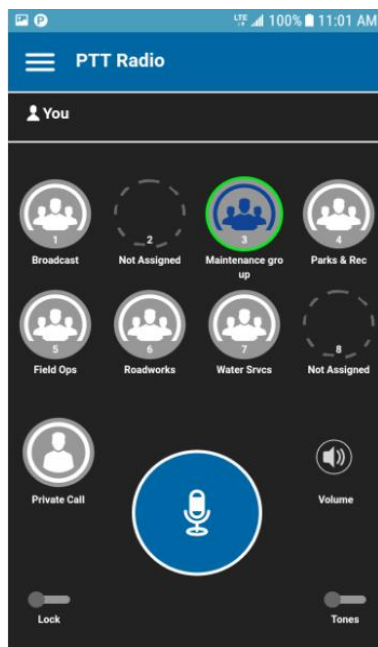 LTE 100% 11:01 AM
PTT Radio
You
1 2 3 4
Broadcast Not Assigned Maintenance gro Parks & Rec
up
5 6 7 8
Field Ops Roadworks Water Srvcs Not Assigned
Private Call Volume
Lock Tones